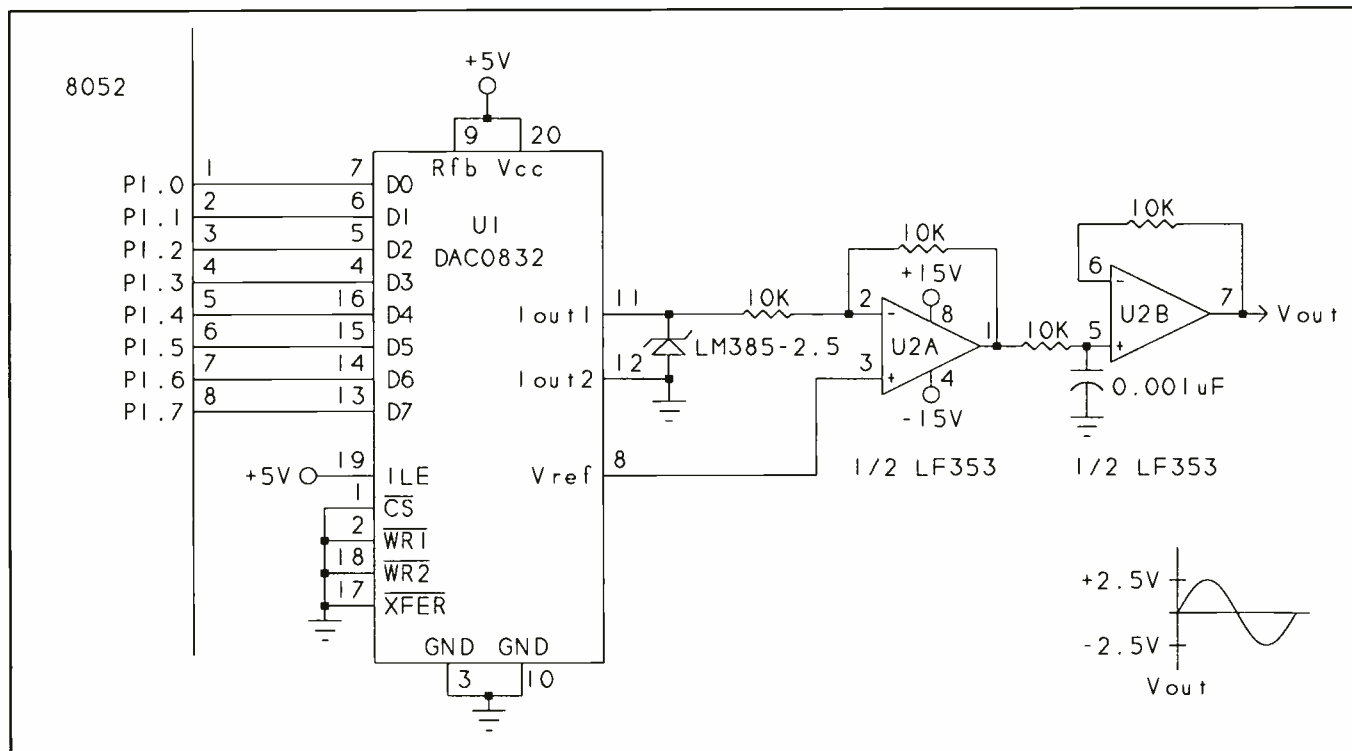 8052
+5V
9 20
Rfb Vcc
P1.0 1 7 D0
P1.1 2 6 D1
P1.2 3 5 D2
P1.3 4 4 D3
P1.4 5 16 D4
P1.5 6 15 D5
P1.6 7 14 D6
P1.7 8 13 D7
U1
DAC0832
+5V 19 ILE
1 CS
2 WR1
18 WR2
17 XFER
GND GND
3 10
11 Iout1
12 Iout2
8 Vref
10K
LM385-2.5
10K
+15V
8
2 -
3 +
U2A
1
4
-15V
1/2 LF353
10K
10K
6 -
5 +
U2B
7
Vout
0.001uF
1/2 LF353
+2.5V
-2.5V
Vout